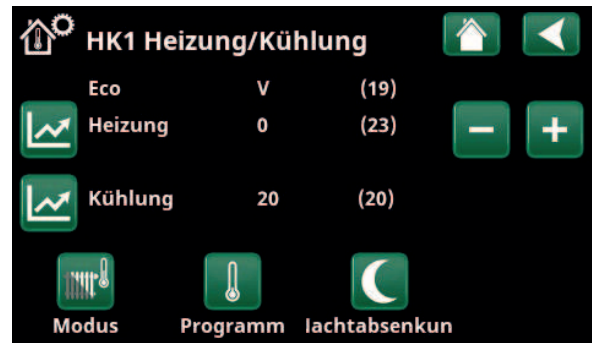 HK1 Heizung/Kühlung
Eco V (19)
Heizung 0 (23)
Kühlung 20 (20)
Modus Programm lachtabsenkun